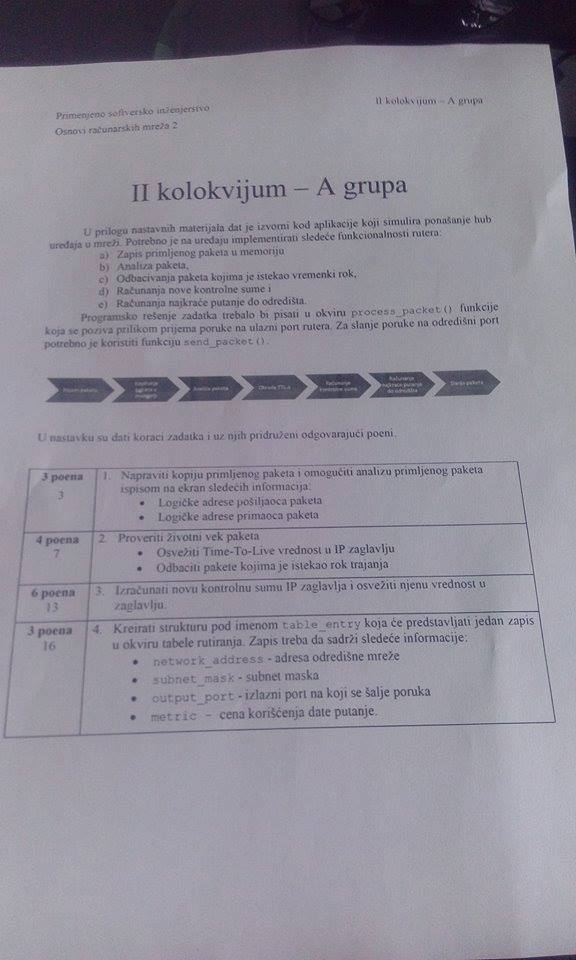 Primenjeno softversko inženjerstvo
II kolokvijum – A grupa
Osnovi računarskih mreža 2
II kolokvijum – A grupa
U prilogu nastavnih materijala dat je izvorni kod aplikacije koji simulira ponašanje hub
uređaja u mreži. Potrebno je na uređaju implementirati sledeće funkcionalnosti rutera:
a) Zapis primljenog paketa u memoriju
b) Analiza paketa,
c) Odbacivanja paketa kojima je istekao vremenki rok,
d) Računanja nove kontrolne sume i
e) Računanja najkraće putanje do odredišta.
Programsko rešenje zadatka trebalo bi pisati u okviru process_packet() funkcije
koja se poziva prilikom prijema poruke na ulazni port rutera. Za slanje poruke na odredišni port
potrebno je koristiti funkciju send_packet().
Prijem paketa
Analiza paketa
Obrada TTL-a
Računanje
kontrolne sume
Računanje
najkraće putanje
do odredišta
Slanje paketa
U nastavku su dati koraci zadatka i uz njih pridruženi odgovarajući poeni.
3 poena
3
1. Napraviti kopiju primljenog paketa i omogućiti analizu primljenog paketa
ispisom na ekran sledećih informacija:
• Logičke adrese pošiljaoca paketa
• Logičke adrese primaoca paketa
4 poena
7
2. Proveriti životni vek paketa
• Osvežiti Time-To-Live vrednost u IP zaglavlju
• Odbaciti pakete kojima je istekao rok trajanja
6 poena
13
3. Izračunati novu kontrolnu sumu IP zaglavlja i osvežiti njenu vrednost u
zaglavlju.
3 poena
16
4. Kreirati strukturu pod imenom table_entry koja će predstavljati jedan zapis
u okviru tabele rutiranja. Zapis treba da sadrži sledeće informacije:
• network_address - adresa odredišne mreže
• subnet_mask - subnet maska
• output_port - izlazni port na koji se šalje poruka
• metric – cena korišćenja date putanje.